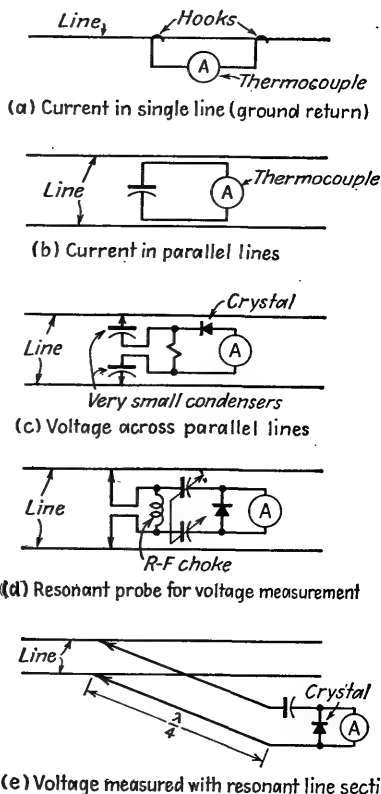 Line
Hooks
A
Thermocouple
(a) Current in single line (ground return)
Line
A
Thermocouple
(b) Current in parallel lines
Crystal
Line
A
Very small condensers
(c) Voltage across parallel lines
Line
A
R-F choke
(d) Resonant probe for voltage measurement
Line
Crystal
λ/4
A
(e) Voltage measured with resonant line secti